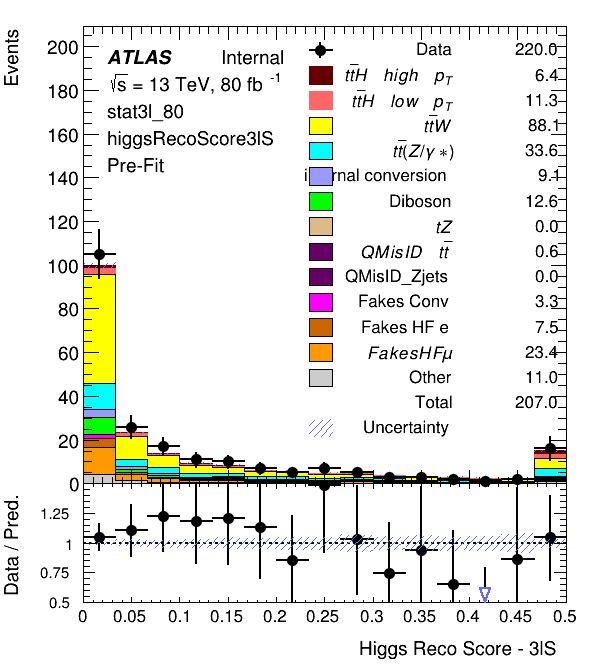 Events
ATLAS Internal
√s = 13 TeV, 80 fb⁻¹
stat3l_80
higgsRecoScore3lS
Pre-Fit
Data 220.0
tt̅H high p_T 6.4
tt̅H low p_T 11.3
tt̅W 88.1
tt̅(Z/γ*) 33.6
conversion 9.1
Diboson 12.6
tZ 0.0
QMisID tt̅ 0.6
QMisID_Zjets 0.0
Fakes Conv 3.3
Fakes HF e 7.5
FakesHFμ 23.4
Other 11.0
Total 207.0
Uncertainty
200
180
160
140
120
100
80
60
40
20
0
Data / Pred.
1.25
1
0.75
0.5
0 0.05 0.1 0.15 0.2 0.25 0.3 0.35 0.4 0.45 0.5
Higgs Reco Score - 3lS